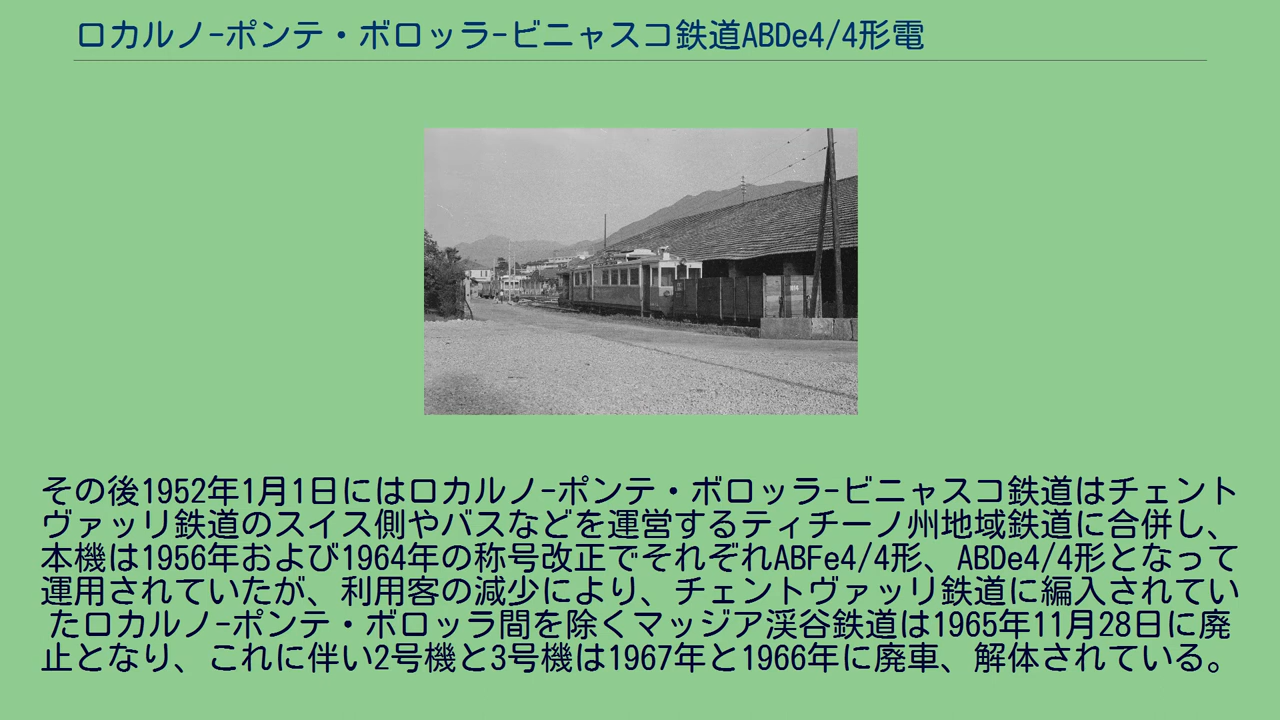 ロカルノ-ポンテ・ボロッラ-ビニャスコ鉄道ABDe4/4形電
その後1952年1月1日にはロカルノ-ポンテ・ボロッラ-ビニャスコ鉄道はチェント
ヴァッリ鉄道のスイス側やバスなどを運営するティチーノ州地域鉄道に合併し、
本機は1956年および1964年の称号改正でそれぞれABFe4/4形、ABDe4/4形となって
運用されていたが、利用客の減少により、チェントヴァッリ鉄道に編入されてい
たロカルノ-ポンテ・ボロッラ間を除くマッジア渓谷鉄道は1965年11月28日に廃
止となり、これに伴い2号機と3号機は1967年と1966年に廃車、解体されている。